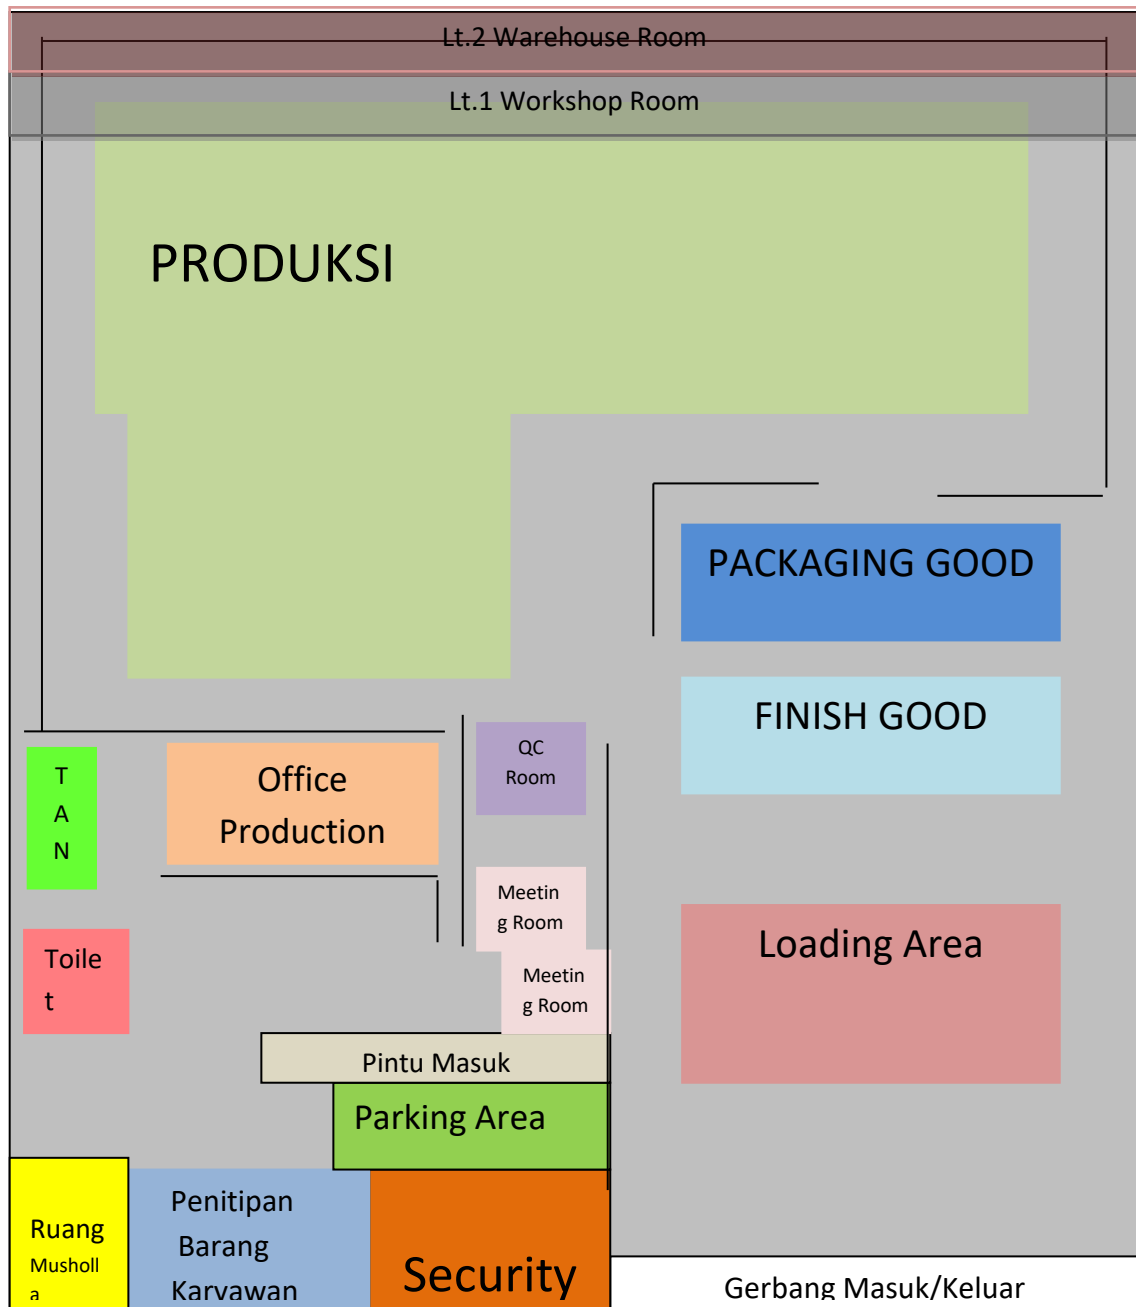 Lt.2 Warehouse Room
Lt.1 Workshop Room
PRODUKSI
PACKAGING GOOD
FINISH GOOD
QC
Room
T
A
N
Office
Production
Meetin
g Room
Loading Area
Toile
t
Meetin
g Room
Pintu Masuk
Parking Area
Penitipan
Barang
Karyawan
Ruang
Musholl
a
Security
Gerbang Masuk/Keluar